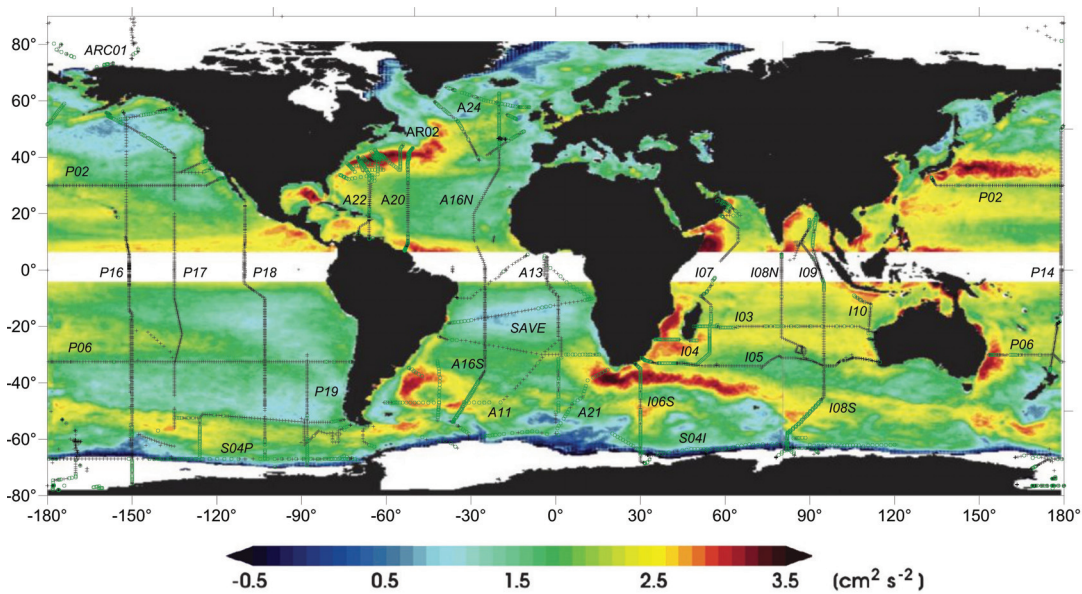 80°
ARC01
60°
A24
AR02
40°
P02
A22
A20
A16N
P02
20°
0°
P16
P17
P18
A13
I07
I08N
I09
P14
-20°
SAVE
I03
I10
P06
A16S
I04
I05
P06
-40°
P19
A11
A21
I06S
I08S
-60°
S04P
S04I
-80°
-180
-150°
-120°
-90°
-60°
-30°
0°
30°
60°
90°
120°
150°
180°
-0.5
0.5
1.5
2.5
3.5
(cm² s⁻²)